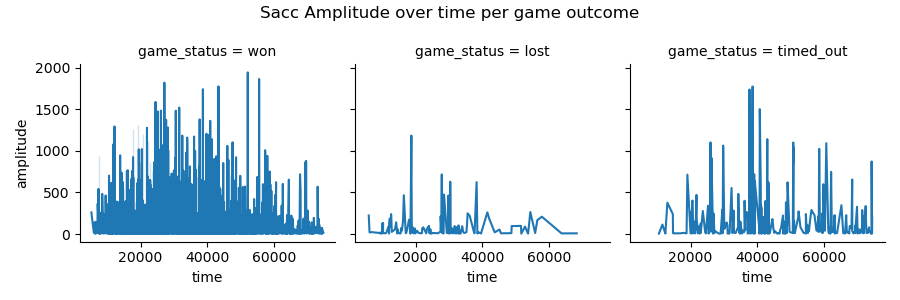 Sacc Amplitude over time per game outcome
game_status = won
game_status = lost
game_status = timed_out
2000
1500
1000
500
0
amplitude
20000 40000 60000
20000 40000 60000
20000 40000 60000
time
time
time